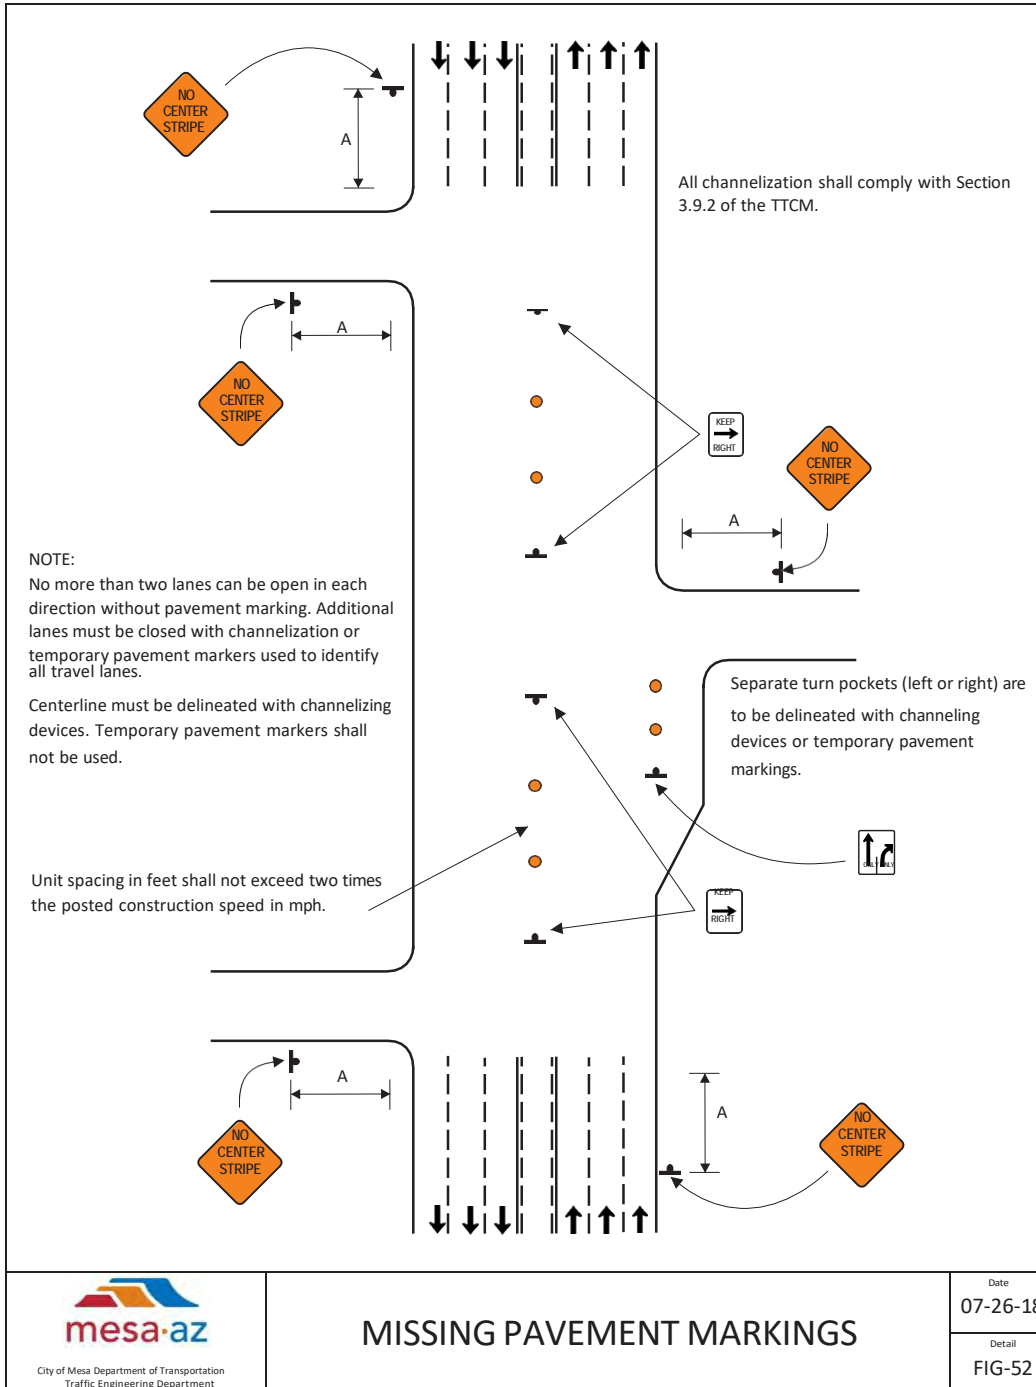 NO
CENTER
STRIPE
A
All channelization shall comply with Section
3.9.2 of the TTCM.
A
NO
CENTER
STRIPE
KEEP
RIGHT
NO
CENTER
STRIPE
A
NOTE:
No more than two lanes can be open in each
direction without pavement marking. Additional
lanes must be closed with channelization or
temporary pavement markers used to identify
all travel lanes.
Centerline must be delineated with channelizing
devices. Temporary pavement markers shall
not be used.
Separate turn pockets (left or right) are
to be delineated with channeling
devices or temporary pavement
markings.
ONLY ONLY
Unit spacing in feet shall not exceed two times
the posted construction speed in mph.
KEEP
RIGHT
A
NO
CENTER
STRIPE
A
NO
CENTER
STRIPE
mesa·az
City of Mesa Department of Transportation
Traffic Engineering Department
MISSING PAVEMENT MARKINGS
Date
07-26-18
Detail
FIG-52